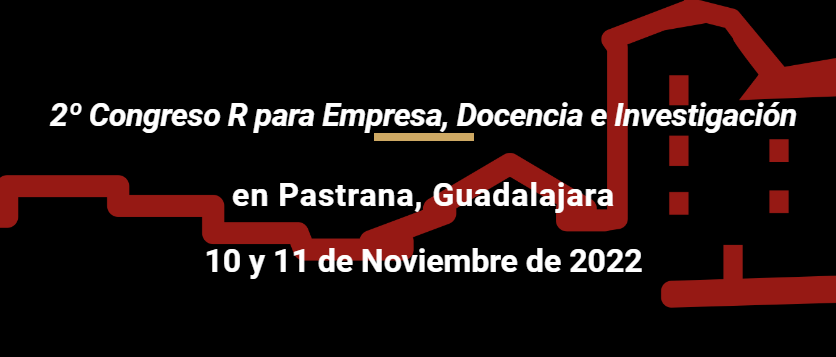 2º Congreso R para Empresa, Docencia e Investigación
en Pastrana, Guadalajara
10 y 11 de Noviembre de 2022